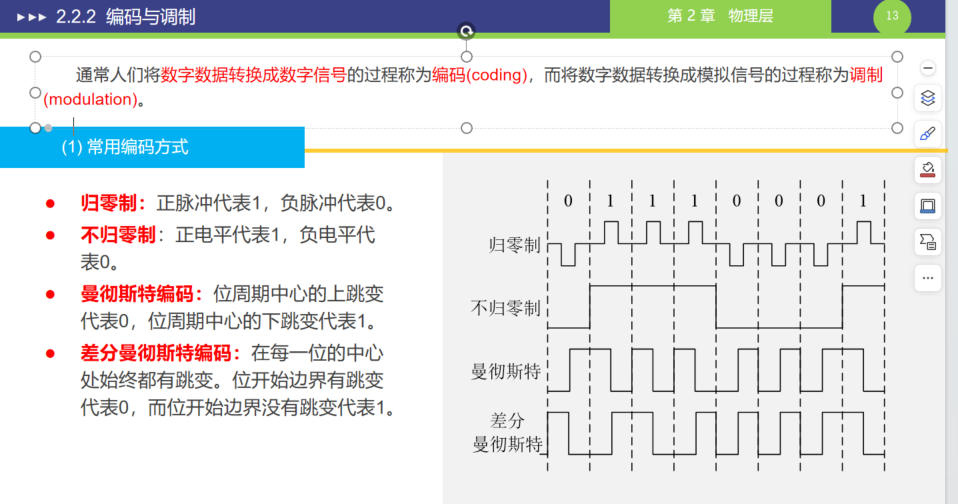 ▸▸▸ 2.2.2 编码与调制
第 2 章 物理层
13
通常人们将数字数据转换成数字信号的过程称为编码(coding)，而将数字数据转换成模拟信号的过程称为调制
(modulation)。
(1) 常用编码方式
● 归零制：正脉冲代表1，负脉冲代表0。
● 不归零制：正电平代表1，负电平代
表0。
● 曼彻斯特编码：位周期中心的上跳变
代表0，位周期中心的下跳变代表1。
● 差分曼彻斯特编码：在每一位的中心
处始终都有跳变。位开始边界有跳变
代表0，而位开始边界没有跳变代表1。
0 1 1 1 0 0 0 1
归零制
不归零制
曼彻斯特
差分
曼彻斯特